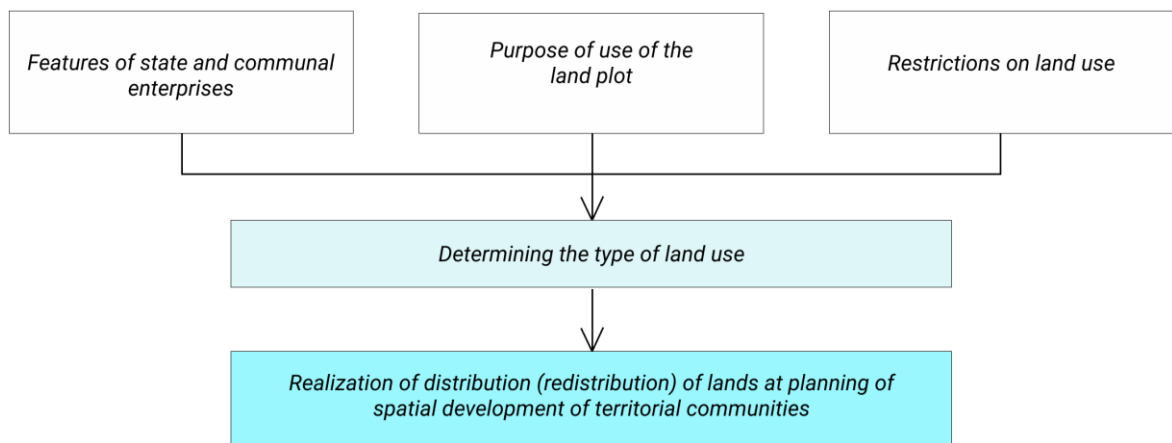 Features of state and communal
enterprises
Purpose of use of the
land plot
Restrictions on land use
Determining the type of land use
Realization of distribution (redistribution) of lands at planning of
spatial development of territorial communities